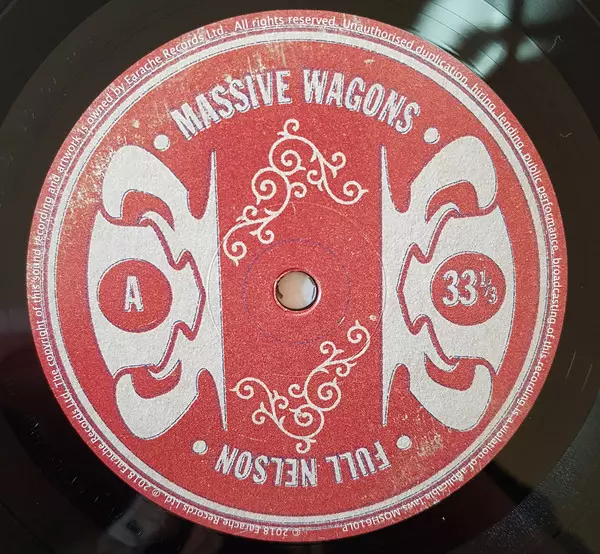 MASSIVE WAGONS
A
33 1/3
FULL NELSON
The copyright of this sound recording and artwork is owned by Earache Records Ltd. All rights reserved. Unauthorised duplication, hiring, lending, public performance, broadcasting of this recording is a violation of applicable laws. MOSH610LP
© 2018 Earache Records Ltd. ℗ 2018 Earache Records Ltd.